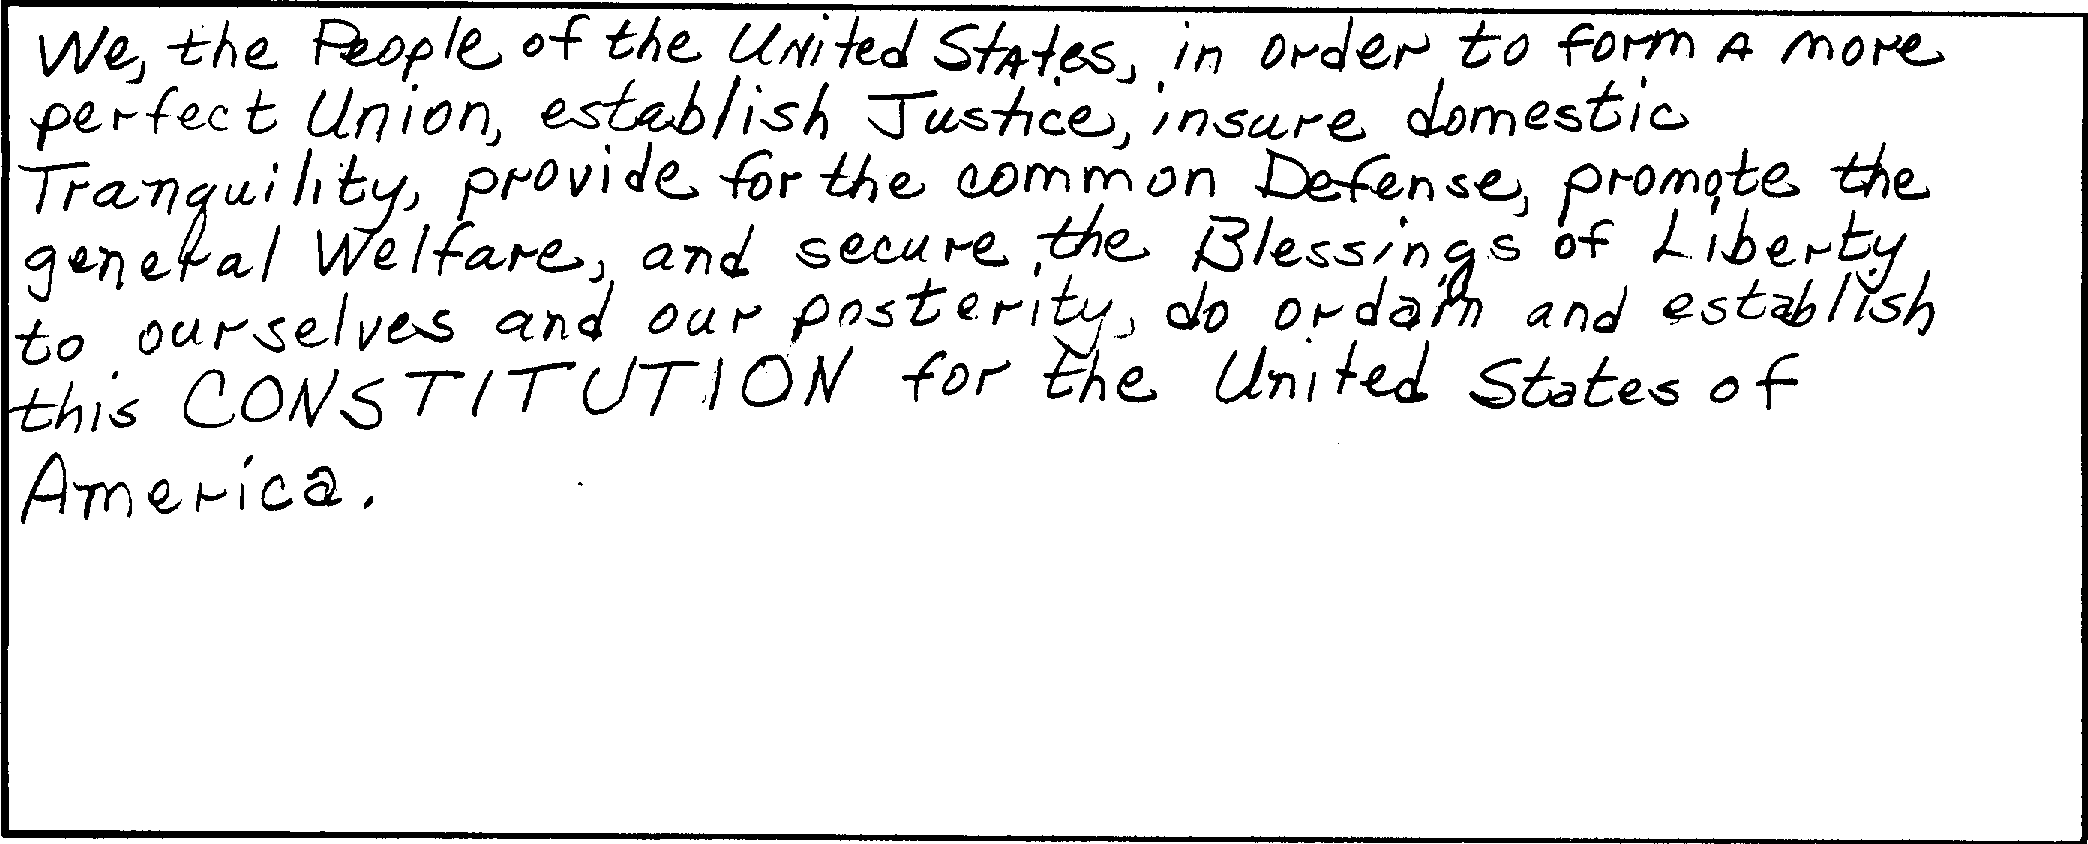 We, the People of the United States, in order to form a more
perfect Union, establish Justice, insure domestic
Tranquility, provide for the common Defense, promote the
general Welfare, and secure the Blessings of Liberty
to ourselves and our posterity, do ordain and establish
this CONSTITUTION for the United States of
America.